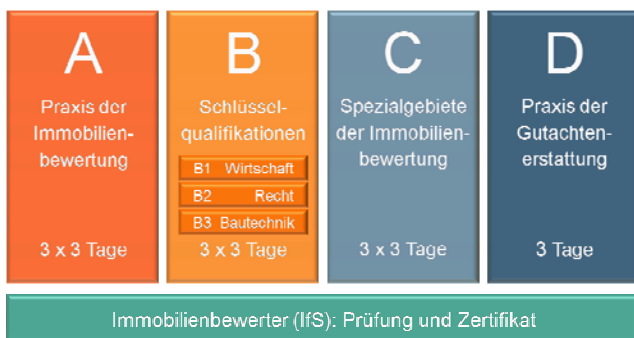 A
Praxis der
Immobilien-
bewertung
3 x 3 Tage
B
Schlüssel-
qualifikationen
B1 Wirtschaft
B2 Recht
B3 Bautechnik
3 x 3 Tage
C
Spezialgebiete
der Immobilien-
bewertung
3 x 3 Tage
D
Praxis der
Gutachten-
erstattung
3 Tage
Immobilienbewerter (IfS): Prüfung und Zertifikat